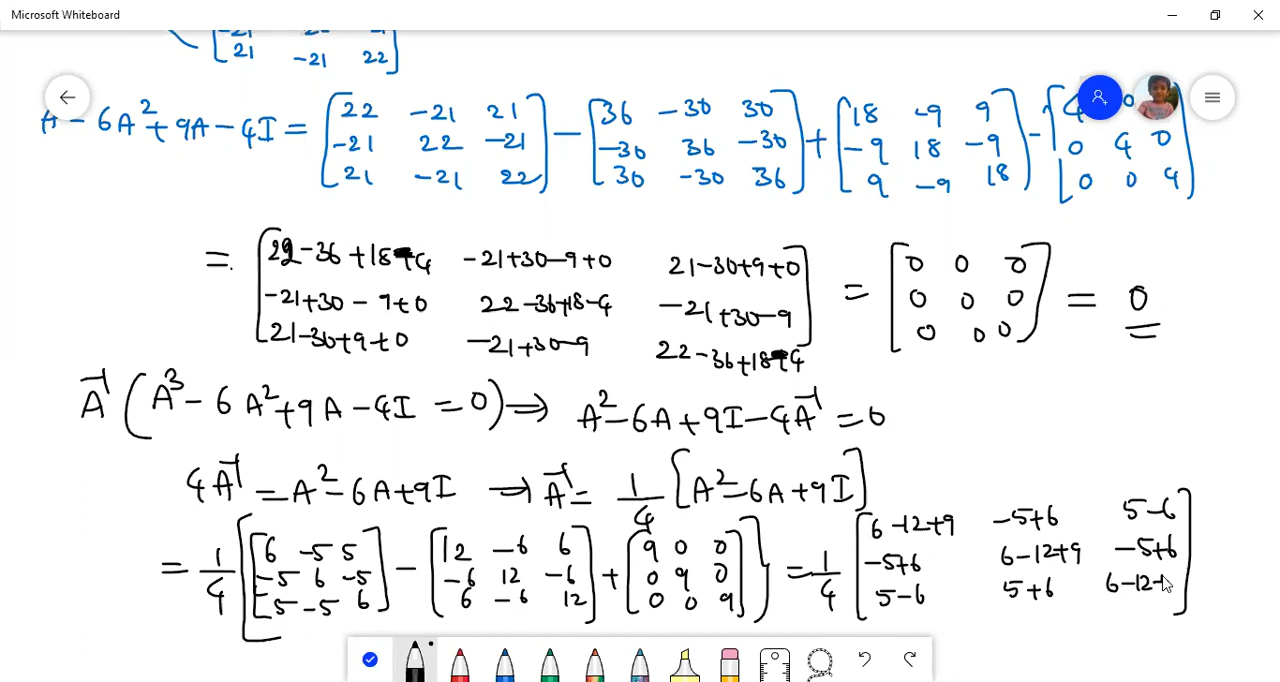 Microsoft Whiteboard
21 -21 22
A - 6A² + 9A - 4I = [22 -21 21] - [36 -30 30] + [18 -9 9] - [4 0
-21 22 -21 -30 36 -30 -9 18 -9 0 4 0
21 -21 22 30 -30 36 9 -9 18 0 0 4
= [22-36+18-4 -21+30-9+0 21-30+9+0] = [0 0 0] = 0
-21+30-9+0 22-36+18-4 -21+30-9 0 0 0
21-30+9+0 -21+30-9 22-36+18-4 0 0 0
A⁻¹(A³ - 6A² + 9A - 4I = 0) ⟹ A² - 6A + 9I - 4A⁻¹ = 0
4A⁻¹ = A² - 6A + 9I ⟹ A⁻¹ = 1/4 [A² - 6A + 9I]
= 1/4 [[6 -5 5] - [12 -6 6] + [9 0 0]] = 1/4 [6-12+9 -5+6 5-6]
-5 6 -5 -6 12 -6 0 9 0 -5+6 6-12+9 -5+6
5 -5 6 6 -6 12 0 0 9 5-6 5+6 6-12+